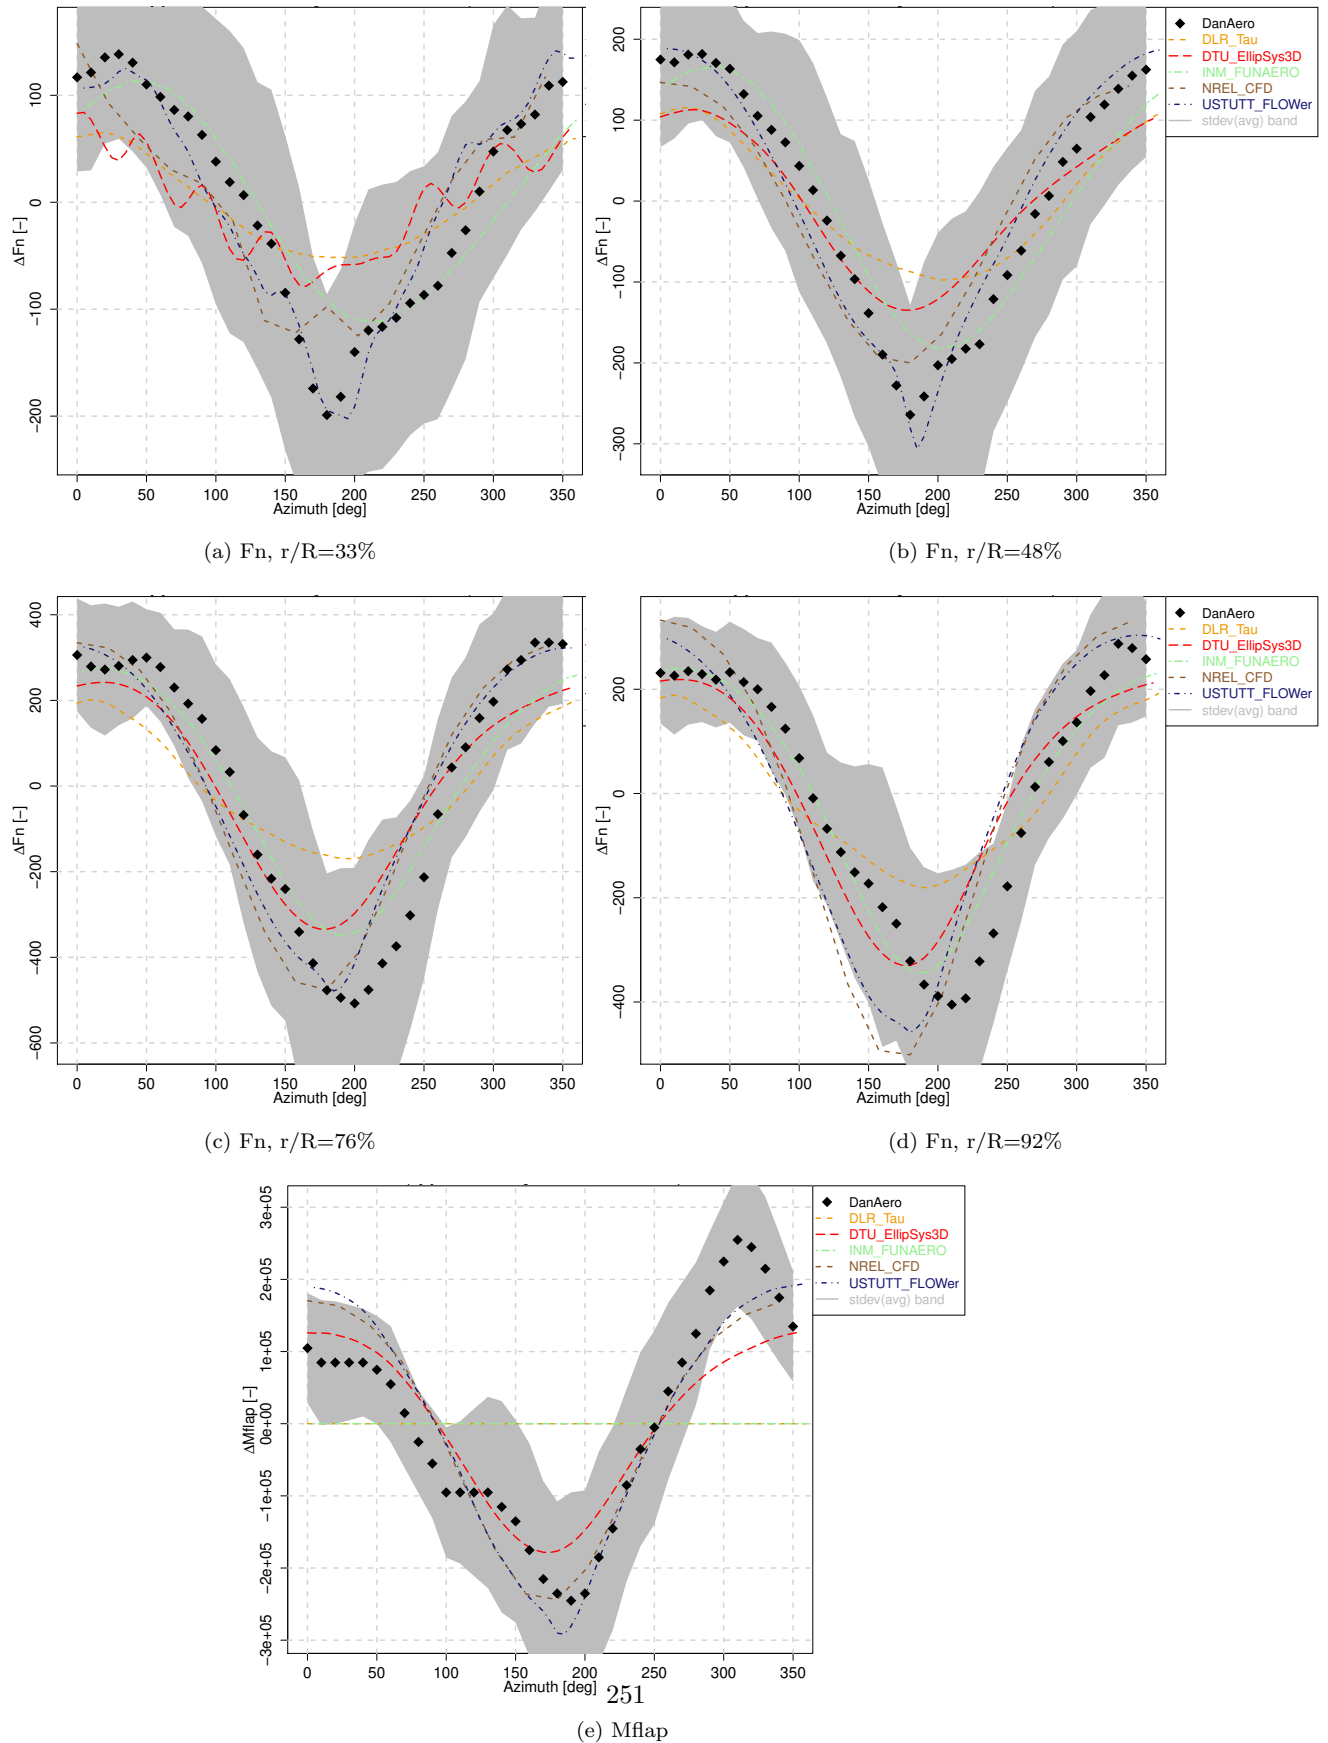 ΔFn [−]
100
0
−100
−200
0 50 100 150 200 250 300 350
Azimuth [deg]
(a) Fn, r/R=33%
ΔFn [−]
200
100
0
−100
−200
−300
0 50 100 150 200 250 300 350
Azimuth [deg]
(b) Fn, r/R=48%
DanAero
DLR_Tau
DTU_EllipSys3D
INM_FUNAERO
NREL_CFD
USTUTT_FLOWer
stdev(avg) band
ΔFn [−]
400
200
0
−200
−400
−600
0 50 100 150 200 250 300 350
Azimuth [deg]
(c) Fn, r/R=76%
ΔFn [−]
200
0
−200
−400
0 50 100 150 200 250 300 350
Azimuth [deg]
(d) Fn, r/R=92%
DanAero
DLR_Tau
DTU_EllipSys3D
INM_FUNAERO
NREL_CFD
USTUTT_FLOWer
stdev(avg) band
ΔMflap [−]
3e+05
2e+05
1e+05
0e+00
−1e+05
−2e+05
−3e+05
0 50 100 150 200 250 300 350
Azimuth [deg]
DanAero
DLR_Tau
DTU_EllipSys3D
INM_FUNAERO
NREL_CFD
USTUTT_FLOWer
stdev(avg) band
251
(e) Mflap